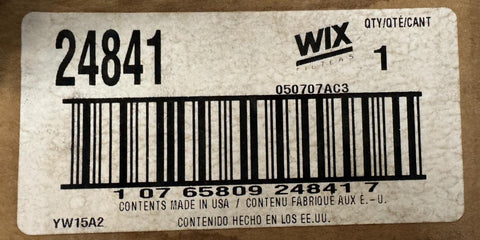 24841
WIX
FILTERS
QTY/QTÉ/CANT
1
050707AC3
1 07 65809 24841 7
CONTENTS MADE IN USA / CONTENU FABRIQUE AUX É.-U.
YW15A2
CONTENIDO HECHO EN LOS EE.UU.